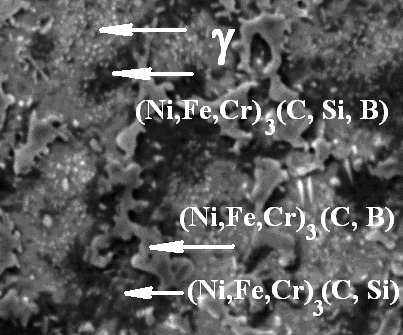 γ
(Ni,Fe,Cr)₃(C, Si, B)
(Ni,Fe,Cr)₃(C, B)
(Ni,Fe,Cr)₃(C, Si)